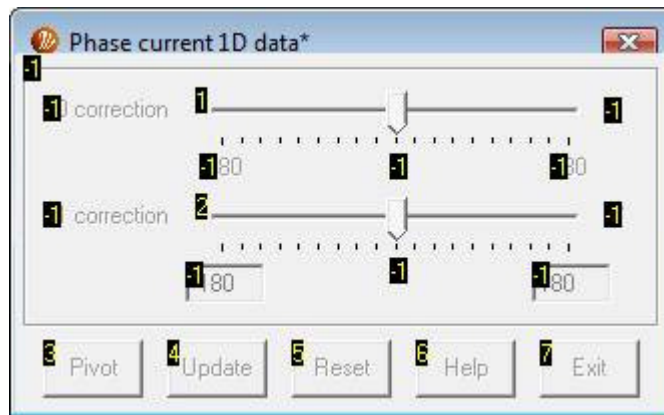 Phase current 1D data*
-1
-1 correction 1 -1
-1 80 -1 -1 80
-1 correction 2 -1
-1 80 -1 -1 80
3 Pivot 4 Update 5 Reset 6 Help 7 Exit